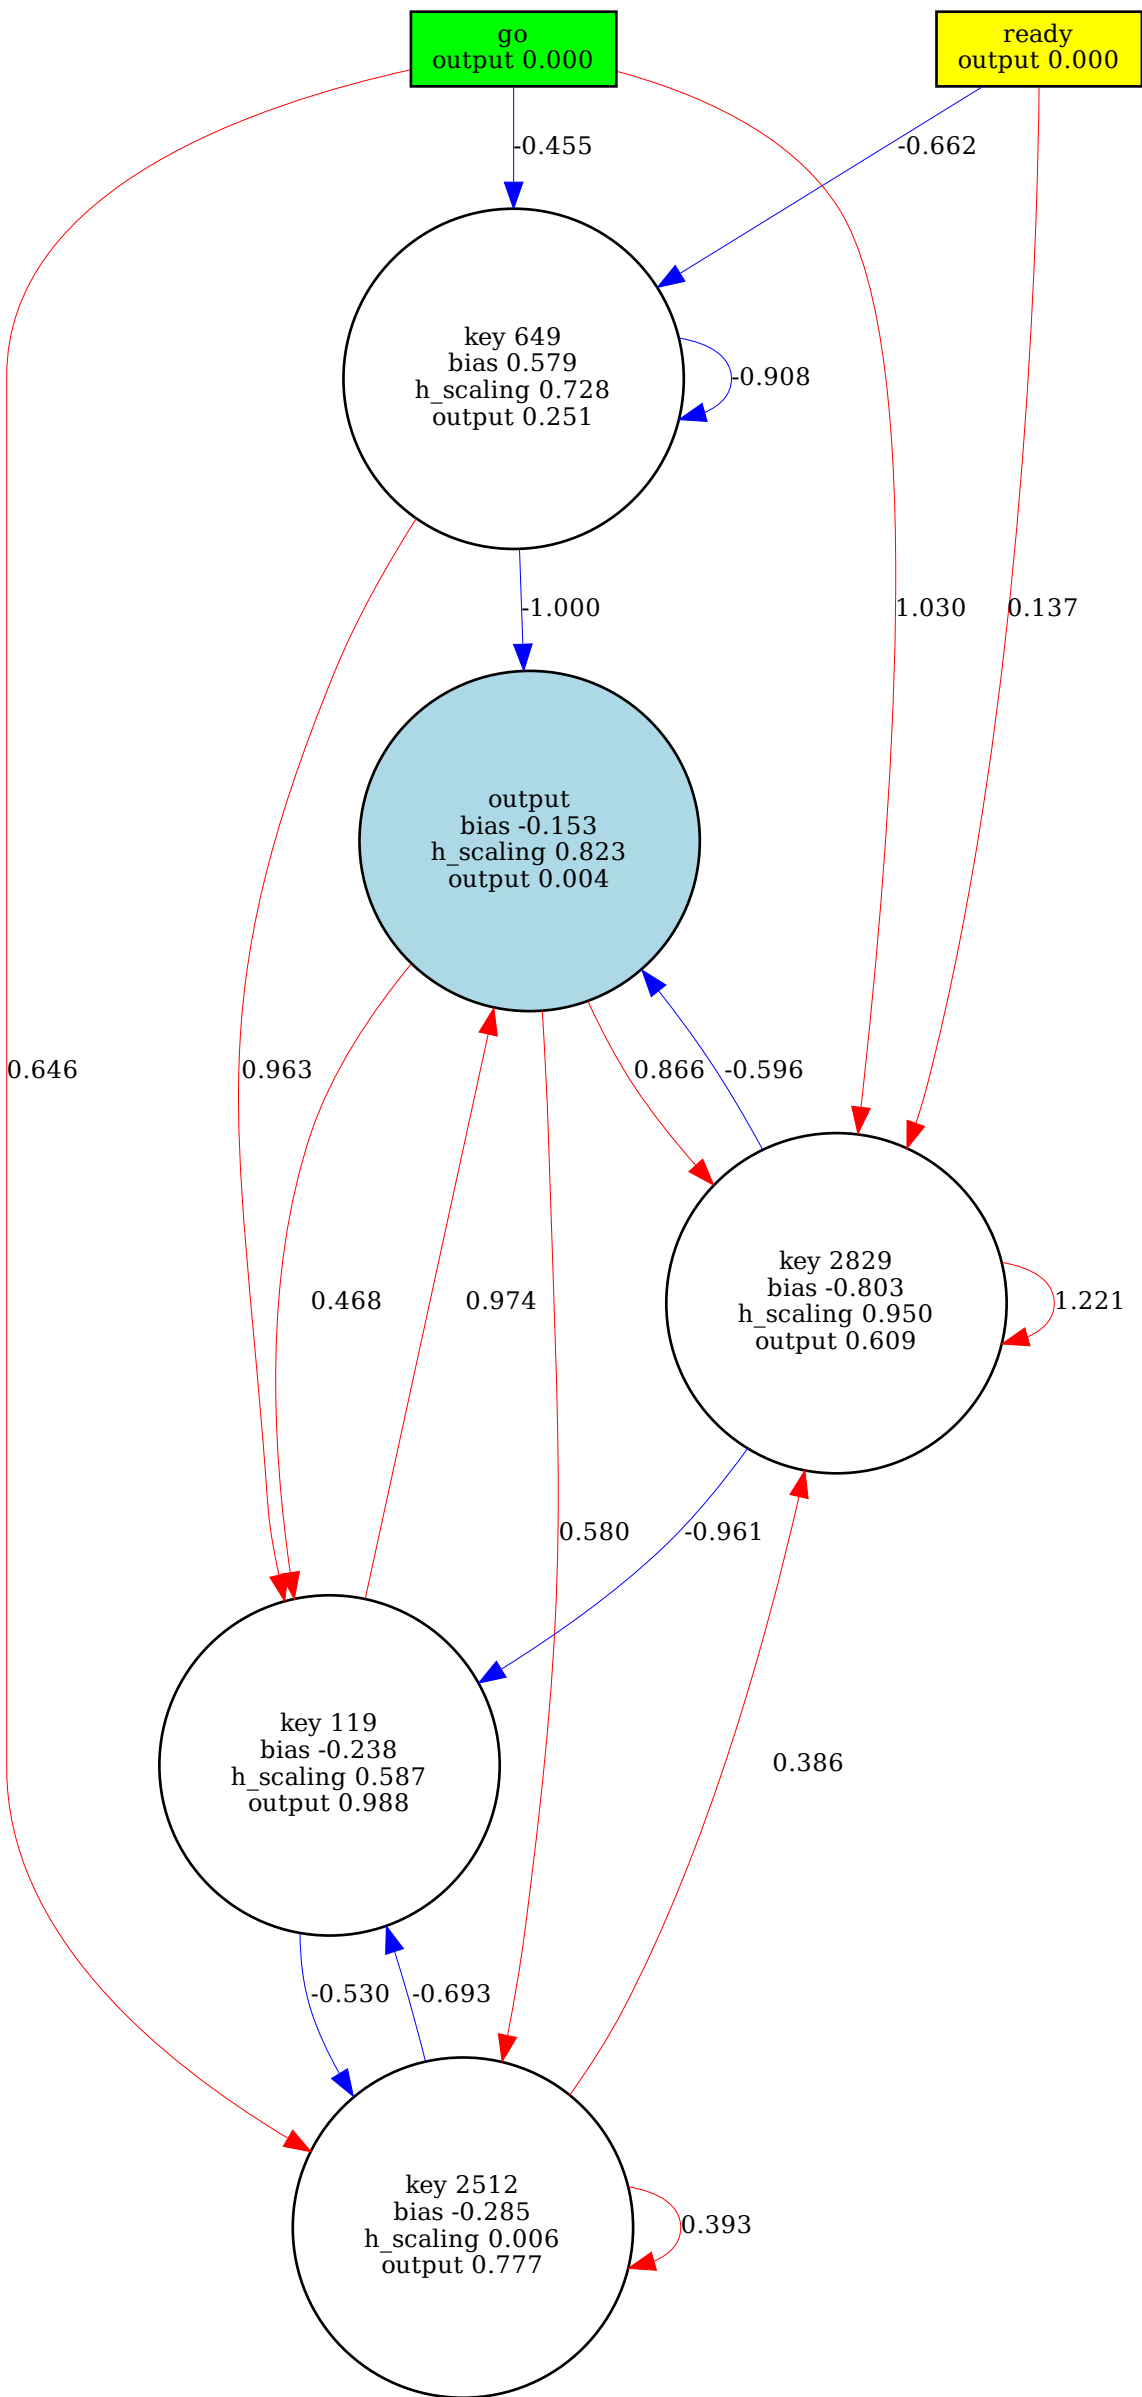 go
output 0.000
ready
output 0.000
-0.455
-0.662
key 649
bias 0.579
h_scaling 0.728
output 0.251
-0.908
-1.000
1.030
0.137
output
bias -0.153
h_scaling 0.823
output 0.004
0.646
0.963
0.866
-0.596
key 2829
bias -0.803
h_scaling 0.950
output 0.609
0.468
0.974
1.221
0.580
-0.961
key 119
bias -0.238
h_scaling 0.587
output 0.988
0.386
-0.530
-0.693
key 2512
bias -0.285
h_scaling 0.006
output 0.777
0.393